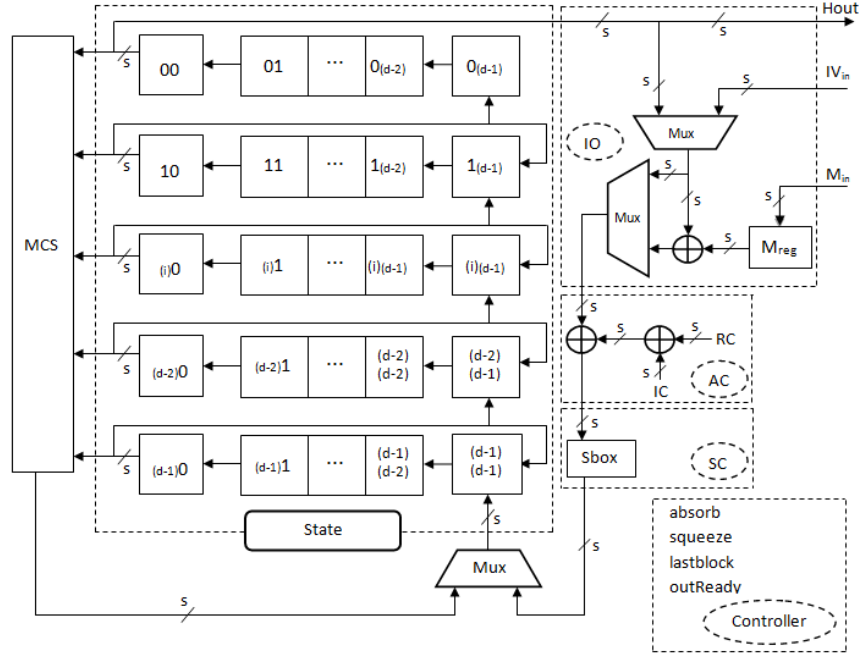 Hout
s
s
s
00
01
...
0(d-2)
0(d-1)
s
s
IVin
Mux
IO
s
10
11
...
1(d-2)
1(d-1)
s
s
Min
s
MCS
Mux
s
Mreg
s
(i)0
(i)1
...
(i)(d-1)
(i)(d-1)
s
s
s
RC
s
IC
AC
s
(d-2)0
(d-2)1
...
(d-2)
(d-2)
(d-2)
(d-1)
s
s
(d-1)0
(d-1)1
...
(d-1)
(d-2)
(d-1)
(d-1)
Sbox
SC
State
s
s
absorb
squeeze
lastblock
outReady
Controller
Mux
s